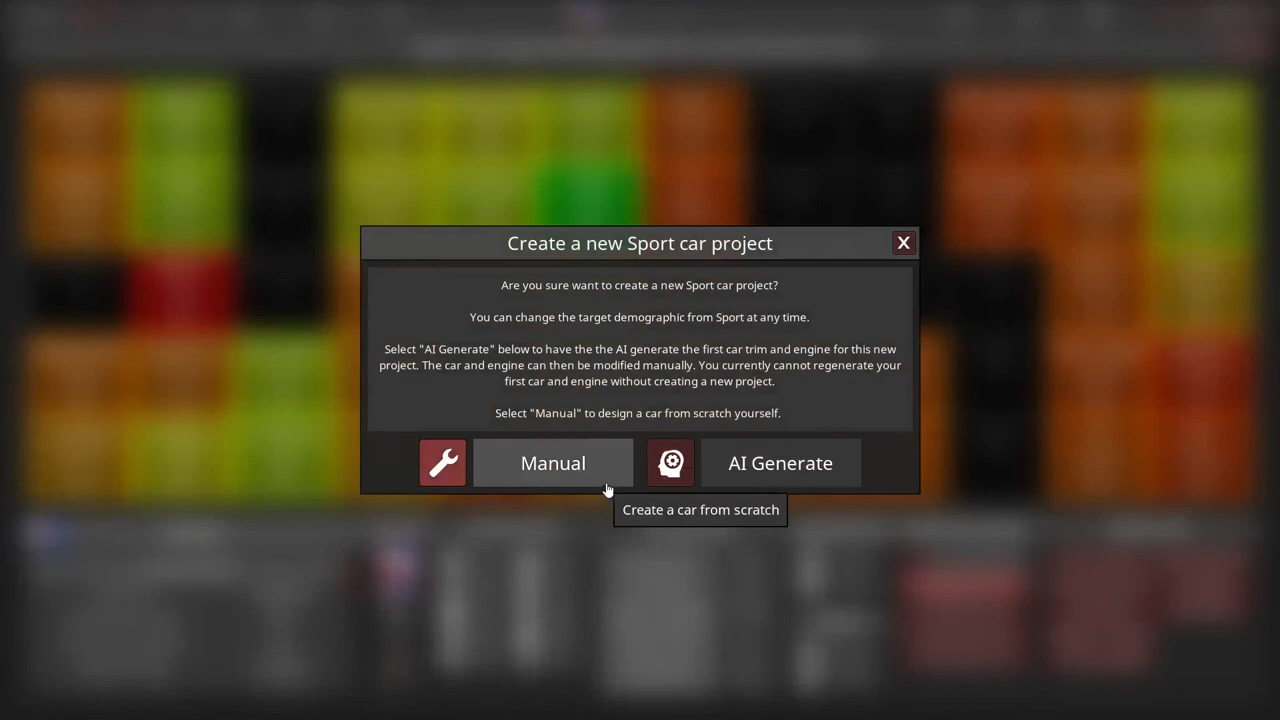 Create a new Sport car project
X
Are you sure want to create a new Sport car project?
You can change the target demographic from Sport at any time.
Select "AI Generate" below to have the the AI generate the first car trim and engine for this new
project. The car and engine can then be modified manually. You currently cannot regenerate your
first car and engine without creating a new project.
Select "Manual" to design a car from scratch yourself.
Manual
AI Generate
Create a car from scratch